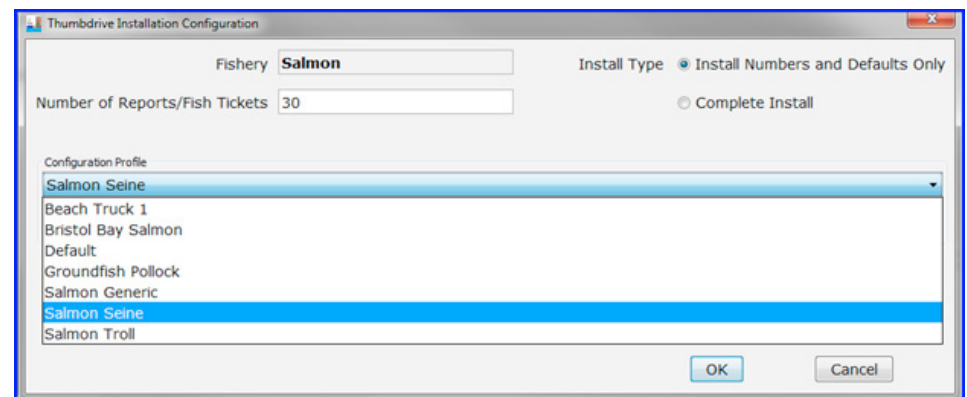 Thumbdrive Installation Configuration
Fishery Salmon Install Type Install Numbers and Defaults Only
Number of Reports/Fish Tickets 30 Complete Install
Configuration Profile
Salmon Seine
Beach Truck 1
Bristol Bay Salmon
Default
Groundfish Pollock
Salmon Generic
Salmon Seine
Salmon Troll
OK Cancel